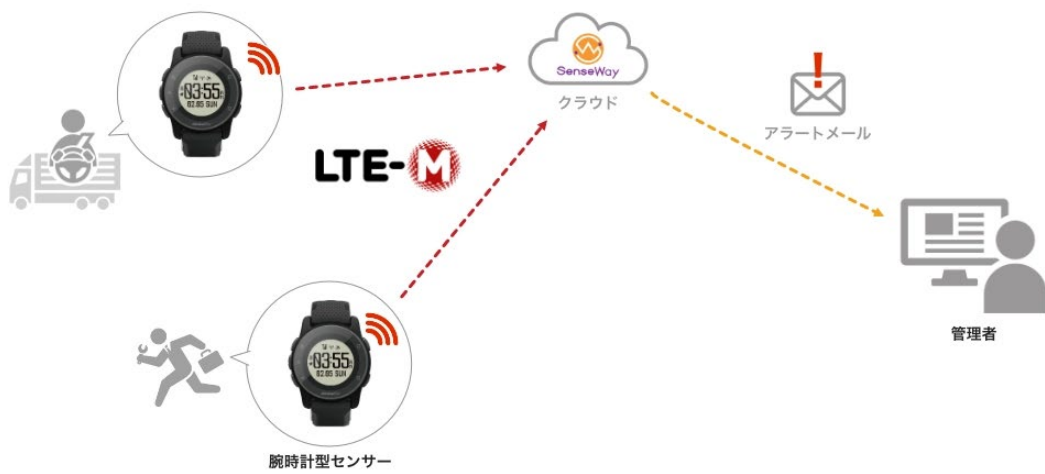 03:55
02.05 SUN
SenseWay
クラウド
アラートメール
LTE-M
管理者
03:55
02.05 SUN
腕時計型センサー